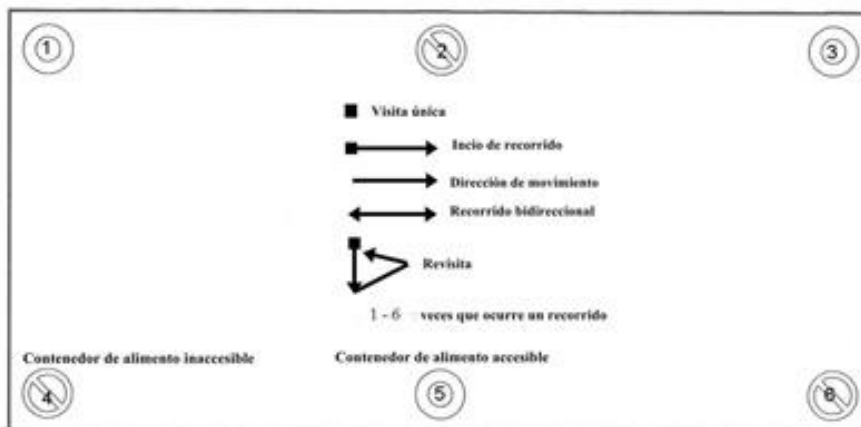 1 2 3
Visita única
Incio de recorrido
Dirección de movimiento
Recorrido bidireccional
Revisita
1 - 6 veces que ocurre un recorrido
Contenedor de alimento inaccesible Contenedor de alimento accesible
4 5 6